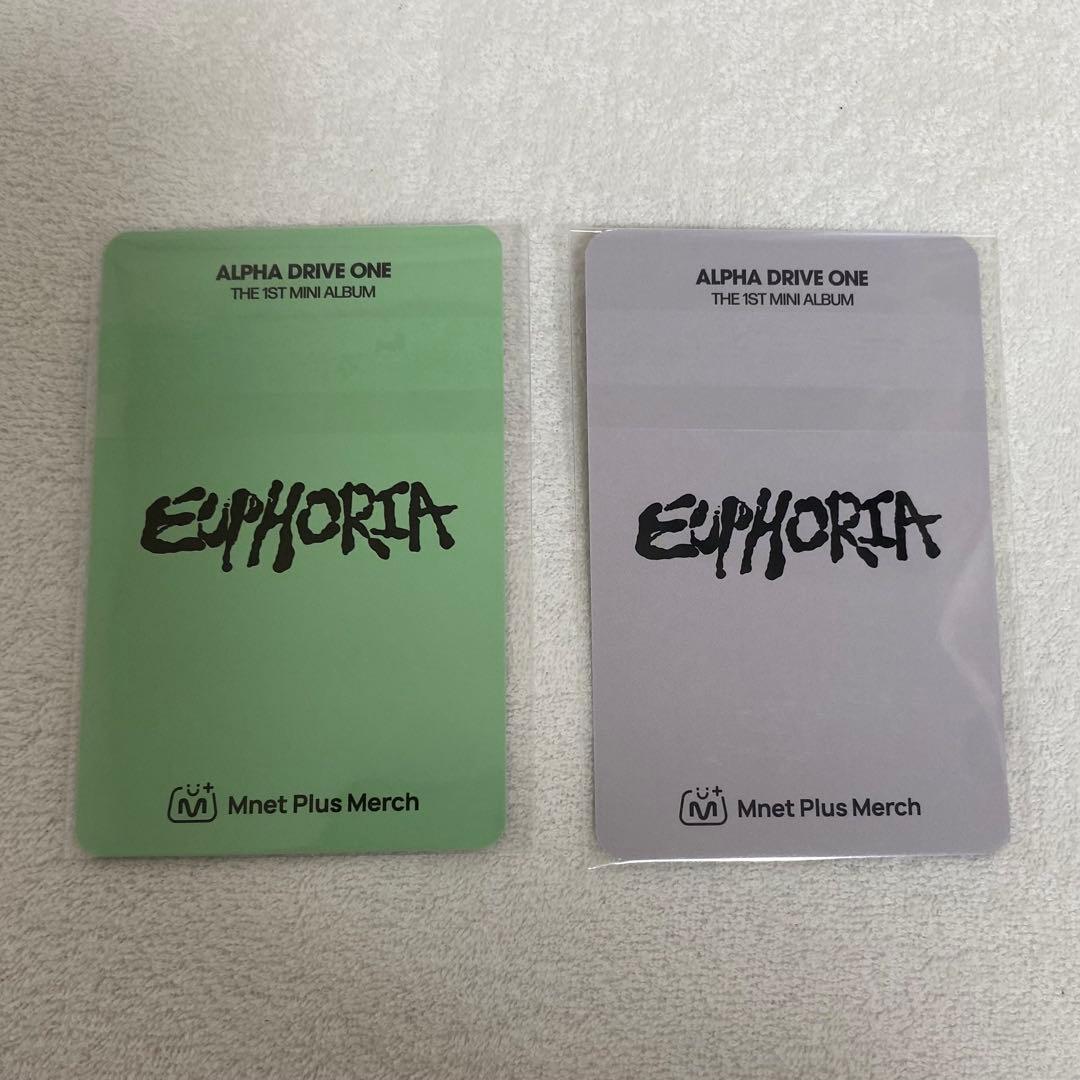 ALPHA DRIVE ONE
THE 1ST MINI ALBUM
EUPHORIA
Mnet Plus Merch
ALPHA DRIVE ONE
THE 1ST MINI ALBUM
EUPHORIA
Mnet Plus Merch